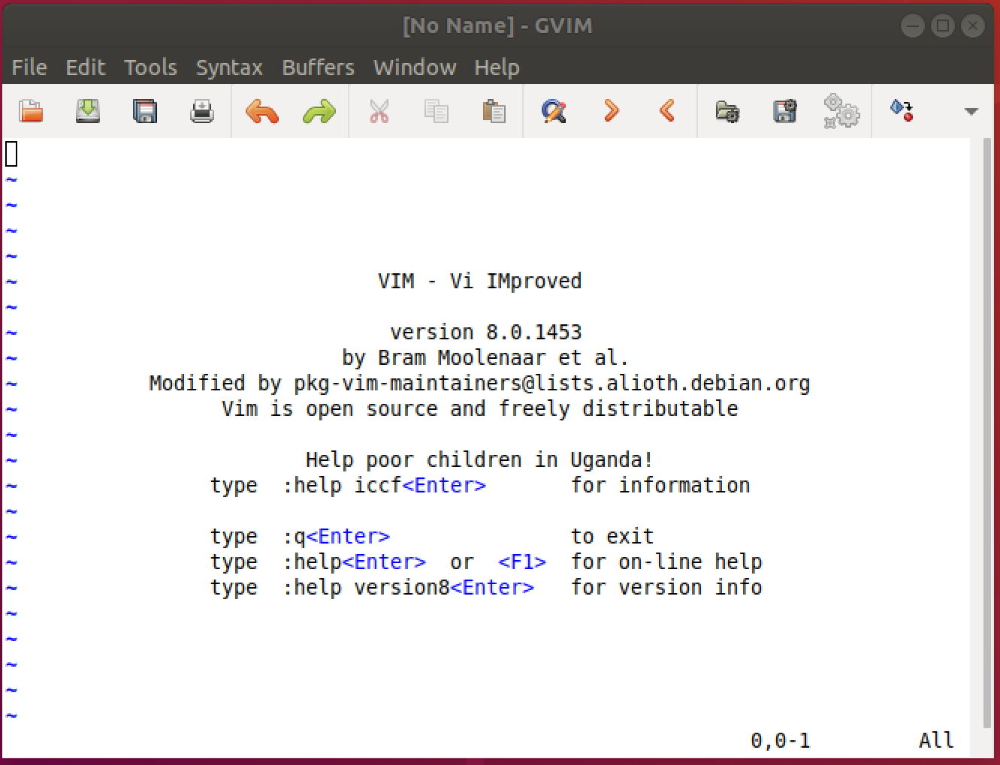 [No Name] - GVIM
File Edit Tools Syntax Buffers Window Help
~
~
~
~
~ VIM - Vi IMproved
~
~ version 8.0.1453
~ by Bram Moolenaar et al.
~ Modified by pkg-vim-maintainers@lists.alioth.debian.org
~ Vim is open source and freely distributable
~
~ Help poor children in Uganda!
~ type :help iccf<Enter> for information
~
~ type :q<Enter> to exit
~ type :help<Enter> or <F1> for on-line help
~ type :help version8<Enter> for version info
~
~
~
~
~
0,0-1 All